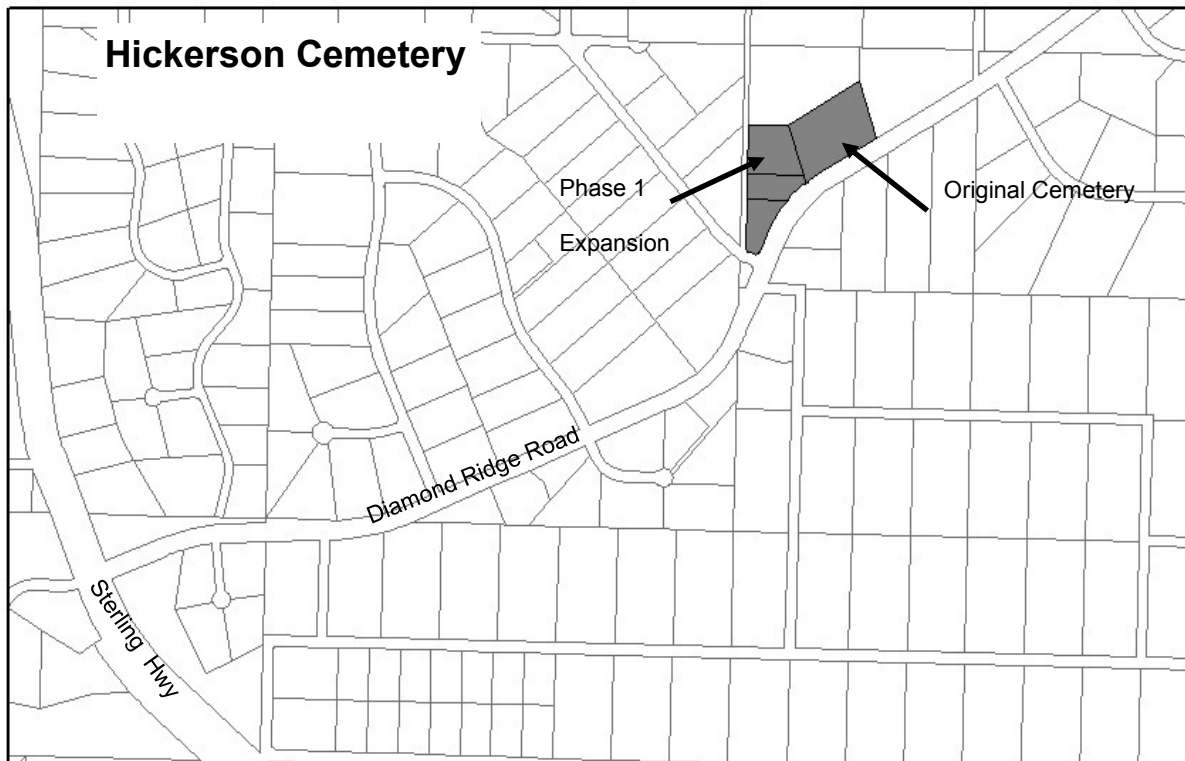 Hickerson Cemetery
Phase 1
Expansion
Original Cemetery
Diamond Ridge Road
Sterling Hwy